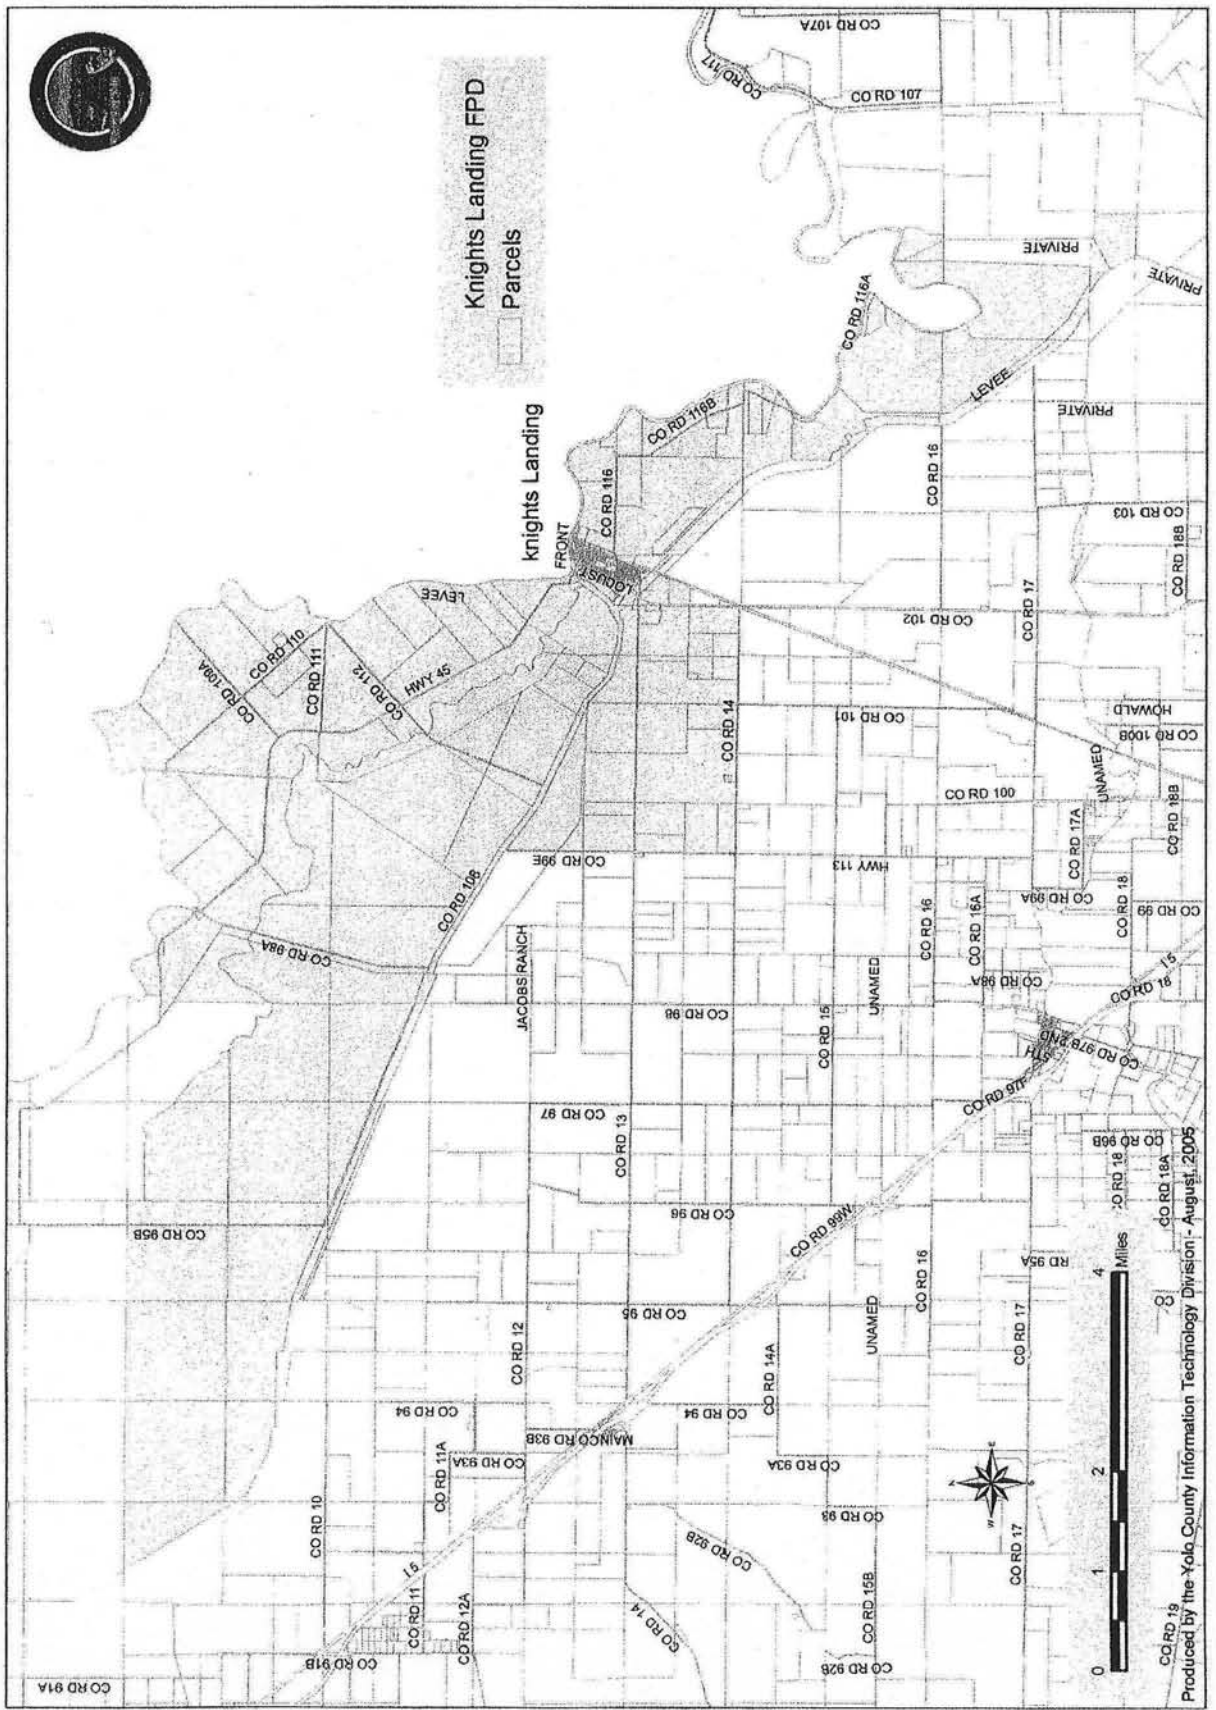 Knights Landing FPD
Parcels
knights Landing
FRONT
LOCUST
CO RD 107A
CO RD 117
CO RD 107
CO RD 116A
CO RD 116B
CO RD 116
PRIVATE
PRIVATE
PRIVATE
LEVEE
LEVEE
CO RD 16
CO RD 103
CO RD 18B
CO RD 17
CO RD 102
CO RD 110
CO RD 109A
CO RD 111
CO RD 112
HWY 45
CO RD 14
CO RD 101
HOWALD
CO RD 100B
UNAMED
CO RD 100
CO RD 18B
CO RD 17A
HWY 113
CO RD 99E
CO RD 108
CO RD 98A
CO RD 16
CO RD 16A
CO RD 99A
CO RD 18
CO RD 99
CO RD 98A
JACOBS RANCH
UNAMED
CO RD 98
CO RD 15
I 5
CO RD 18
2ND
5TH
CO RD 97B
CO RD 97F
CO RD 97
CO RD 13
CO RD 96B
CO RD 18
CO RD 18A
CO RD 96
CO RD 99W
CO RD 95B
CO RD 16
RD 95A
CO RD 95
CO RD 12
UNAMED
CO RD 17
CO RD 14A
CO RD 94
CO RD 94
MAIN
CO RD 93B
CO RD 11A
CO RD 93A
CO RD 93A
CO RD 10
CO RD 93
CO RD 92B
CO RD 17
I 5
CO RD 11
CO RD 12A
CO RD 14
CO RD 15B
CO RD 92B
CO RD 91B
CO RD 91A
CO RD 19
N
E
S
W
0 1 2 4
Miles
Produced by the Yolo County Information Technology Division - August, 2005